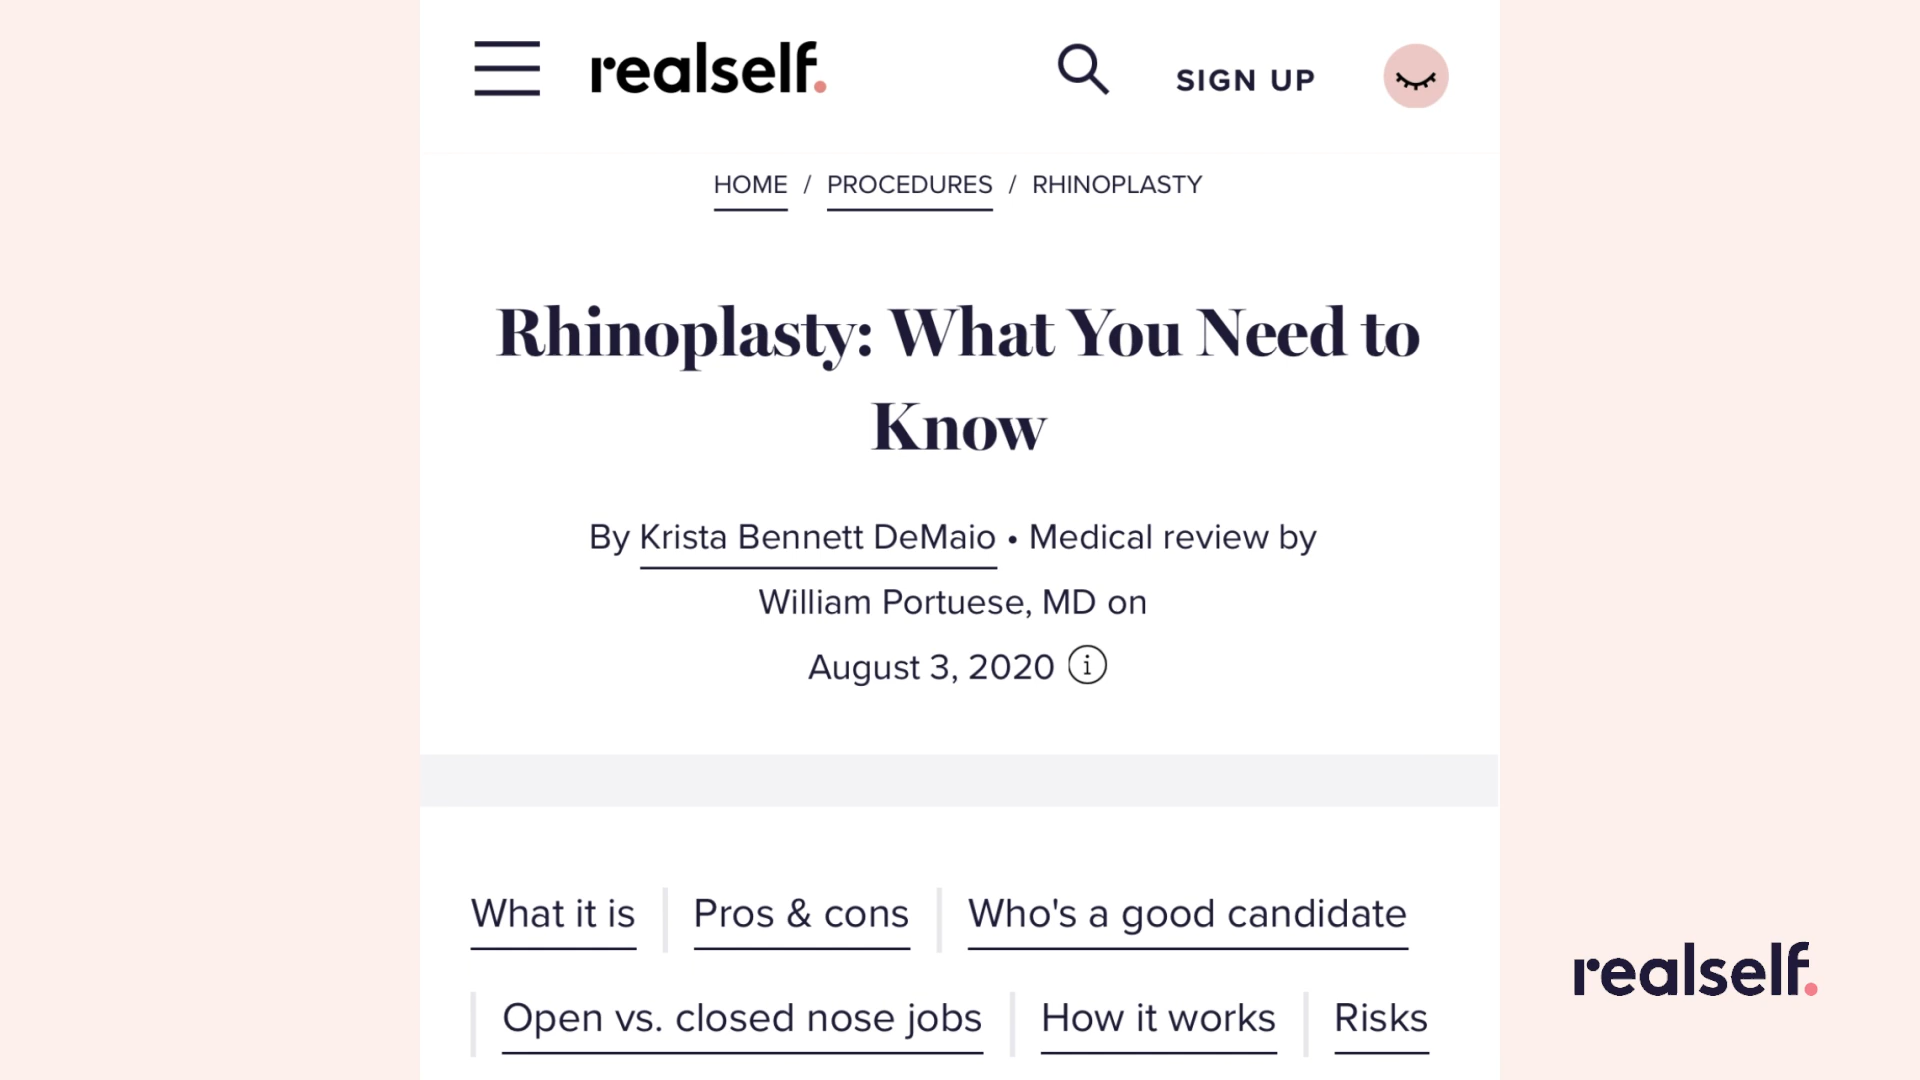 realself.
SIGN UP
HOME / PROCEDURES / RHINOPLASTY
Rhinoplasty: What You Need to
Know
By Krista Bennett DeMaio • Medical review by
William Portuese, MD on
August 3, 2020 i
What it is | Pros & cons | Who's a good candidate
| Open vs. closed nose jobs | How it works | Risks
realself.